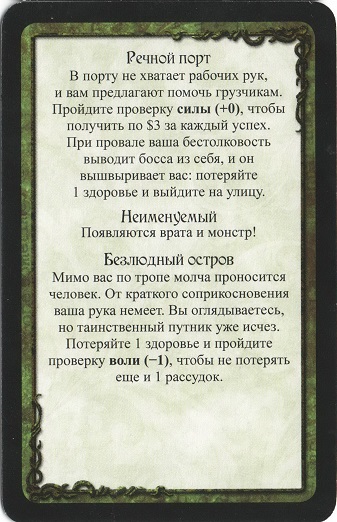 Речной порт
В порту не хватает рабочих рук,
и вам предлагают помочь грузчикам.
Пройдите проверку силы (+0), чтобы
получить по $3 за каждый успех.
При провале ваша бестолковость
выводит босса из себя, и он
вышвыривает вас: потеряйте
1 здоровье и выйдите на улицу.
Неименуемый
Появляются врата и монстр!
Безлюдный остров
Мимо вас по тропе молча проносится
человек. От краткого соприкосновения
ваша рука немеет. Вы оглядываетесь,
но таинственный путник уже исчез.
Потеряйте 1 здоровье и пройдите
проверку воли (−1), чтобы не потерять
еще и 1 рассудок.